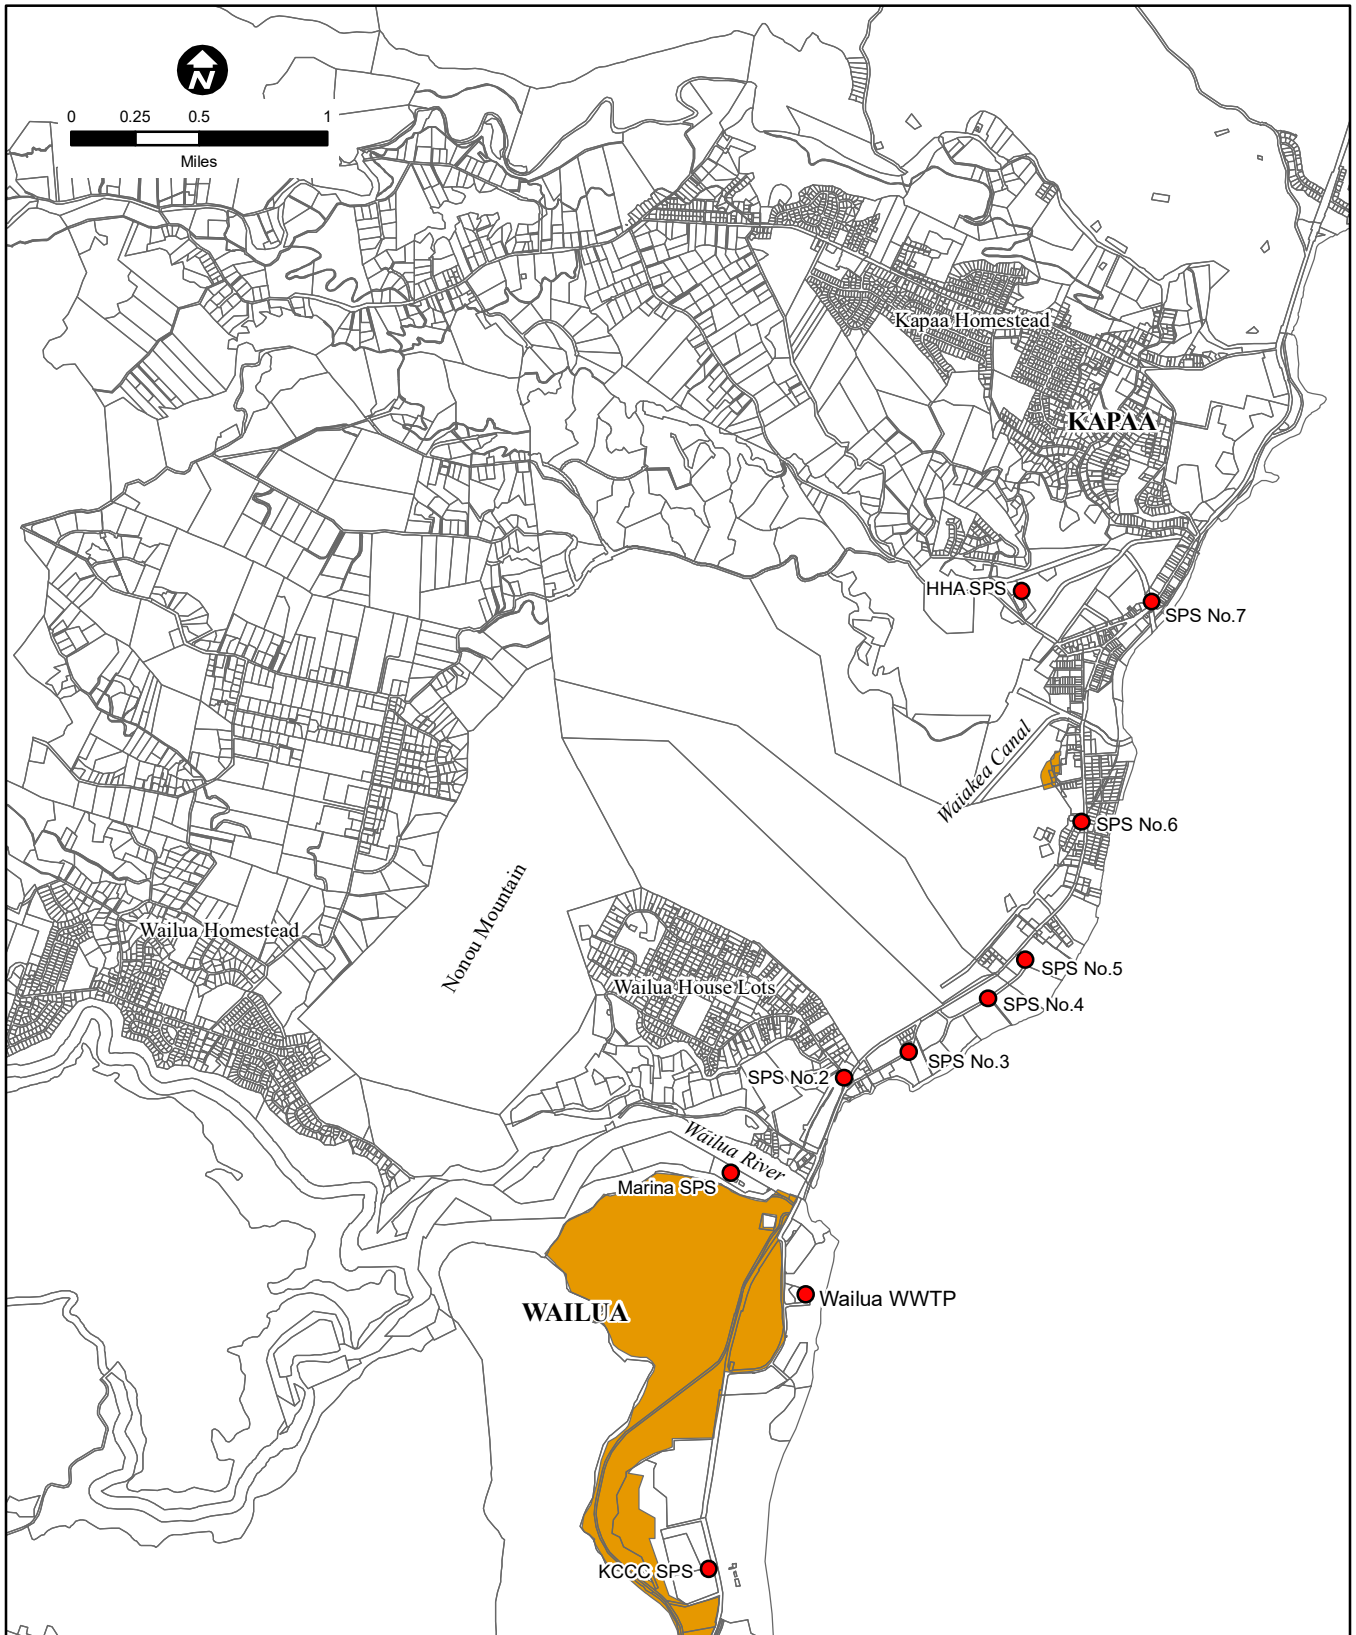 N
0 0.25 0.5 1
Miles
Kapaa Homestead
KAPAA
HHA SPS
SPS No.7
Waiakea Canal
SPS No.6
Nonou Mountain
Wailua Homestead
SPS No.5
Wailua House Lots
SPS No.4
SPS No.3
SPS No.2
Wailua River
Marina SPS
Wailua WWTP
WAILUA
KCCC SPS